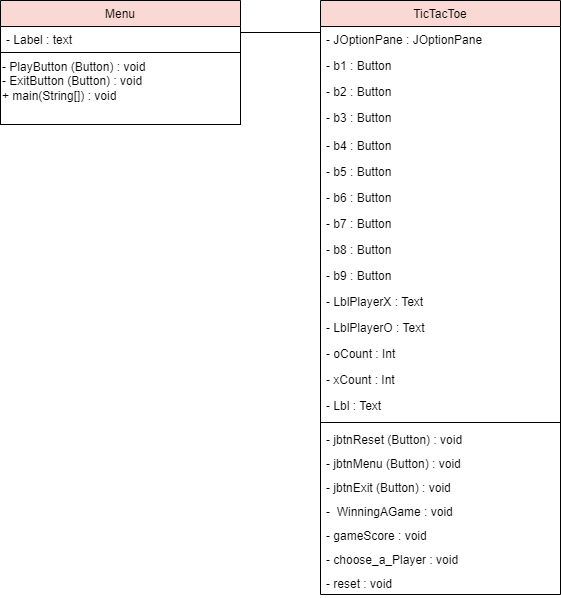 Menu
- Label : text
- PlayButton (Button) : void
- ExitButton (Button) : void
+ main(String[]) : void
TicTacToe
- JOptionPane : JOptionPane
- b1 : Button
- b2 : Button
- b3 : Button
- b4 : Button
- b5 : Button
- b6 : Button
- b7 : Button
- b8 : Button
- b9 : Button
- LblPlayerX : Text
- LblPlayerO : Text
- oCount : Int
- xCount : Int
- Lbl : Text
- jbtnReset (Button) : void
- jbtnMenu (Button) : void
- jbtnExit (Button) : void
- WinningAGame : void
- gameScore : void
- choose_a_Player : void
- reset : void